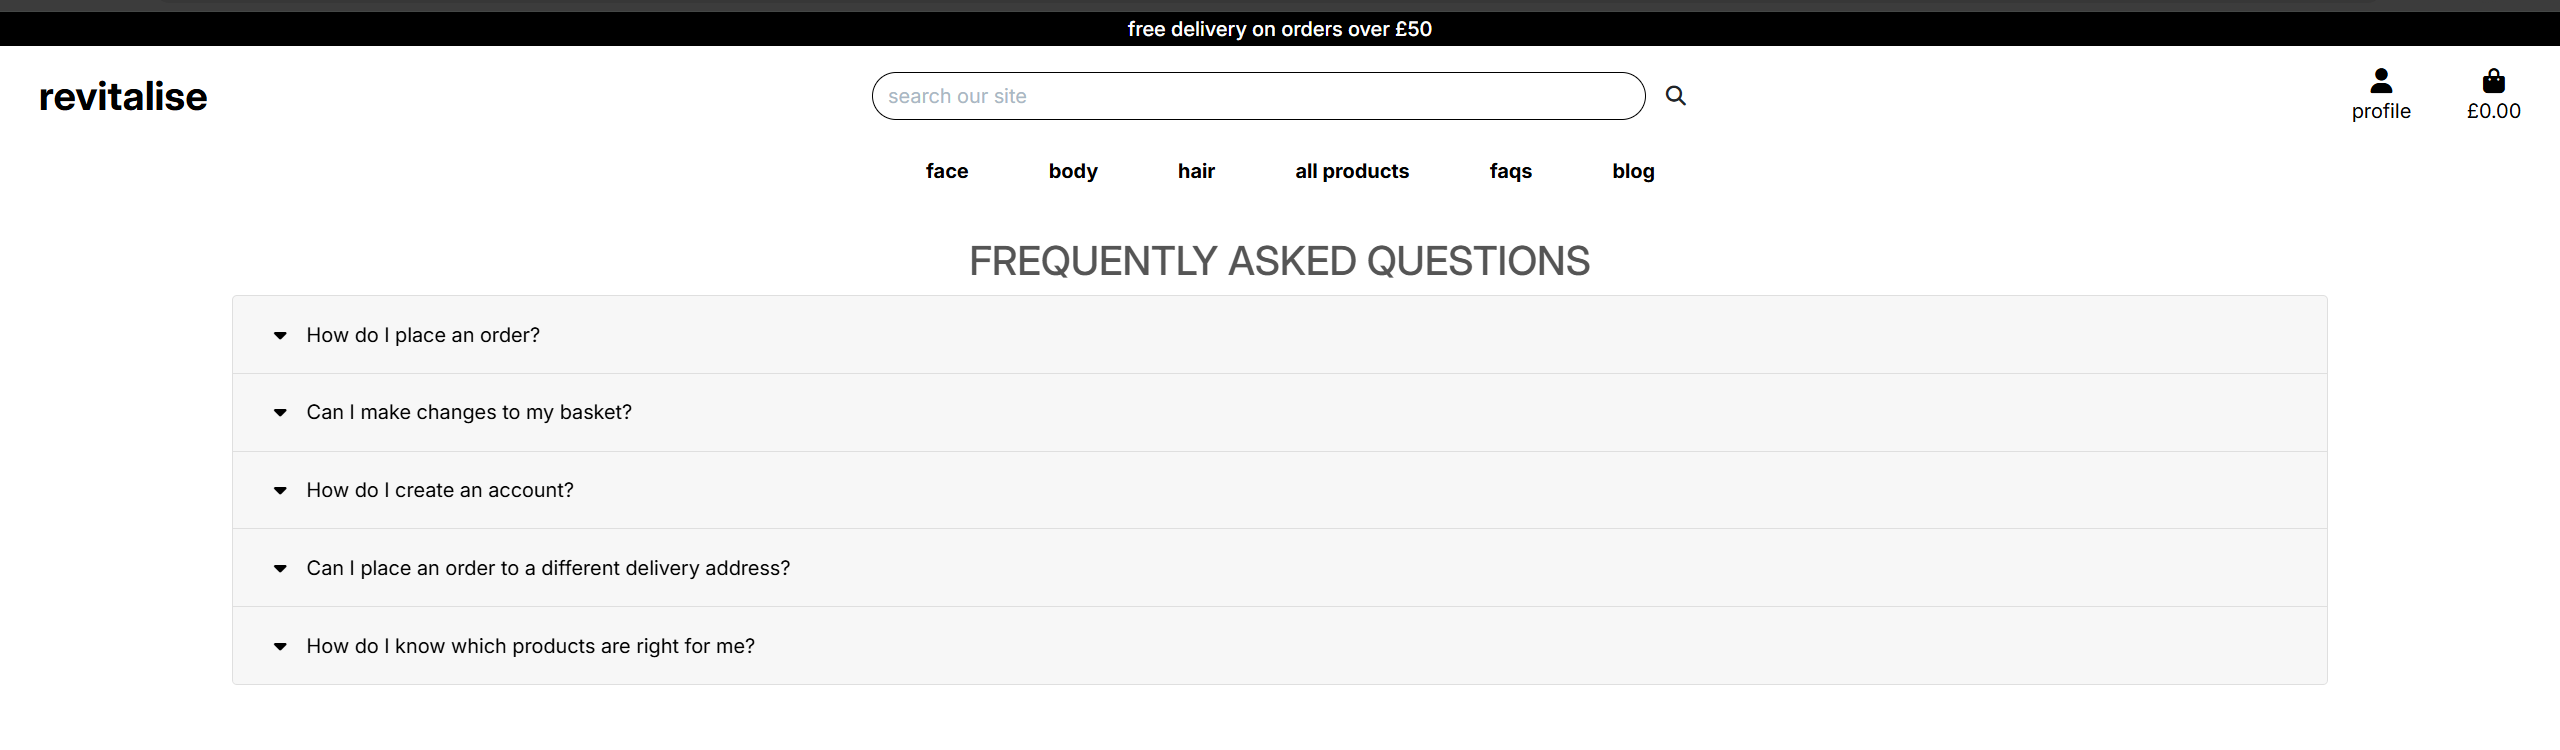 free delivery on orders over £50
revitalise
search our site
profile
£0.00
face body hair all products faqs blog
FREQUENTLY ASKED QUESTIONS
How do I place an order?
Can I make changes to my basket?
How do I create an account?
Can I place an order to a different delivery address?
How do I know which products are right for me?